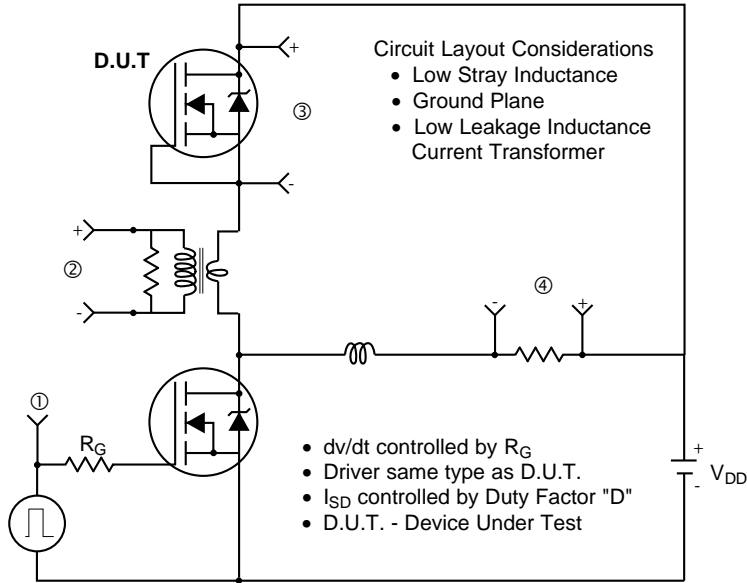 D.U.T
+
③
-
Circuit Layout Considerations
• Low Stray Inductance
• Ground Plane
• Low Leakage Inductance
Current Transformer
+
②
-
- ④ +
①
R_G
• dv/dt controlled by R_G
• Driver same type as D.U.T.
• I_SD controlled by Duty Factor "D"
• D.U.T. - Device Under Test
+
V_DD
-